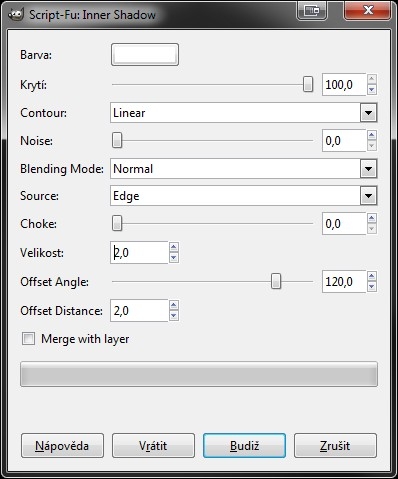 Script-Fu: Inner Shadow
Barva:
Krytí: 100,0
Contour: Linear
Noise: 0,0
Blending Mode: Normal
Source: Edge
Choke: 0,0
Velikost: 2,0
Offset Angle: 120,0
Offset Distance: 2,0
Merge with layer
Nápověda Vrátit Budiž Zrušit